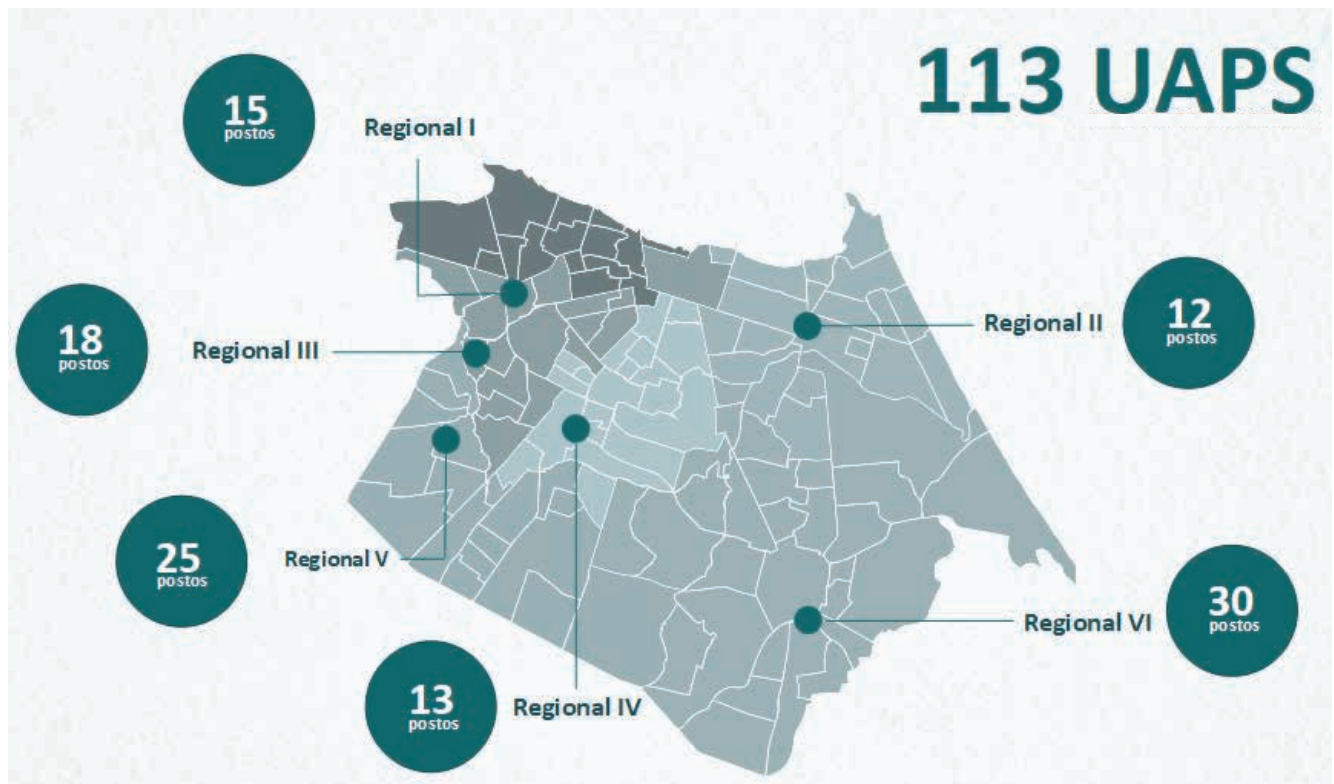 113 UAPS
15
postos
Regional I
18
postos
Regional III
Regional II
12
postos
25
postos
Regional V
30
postos
Regional VI
13
postos
Regional IV